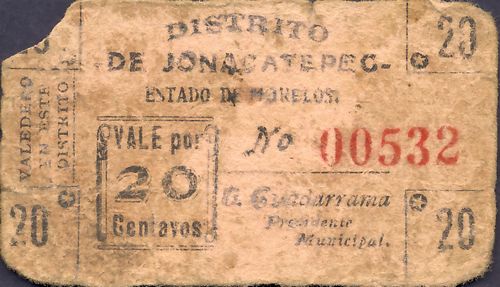 DISTRITO
-DE JONACATEPEC-
ESTADO DE MORELOS.
VALEDERO
EN ESTE
DISTRITO
VALE por
20
Centavos
No 00532
G. Guadarrama
Presidente
Municipal.
20
20
20